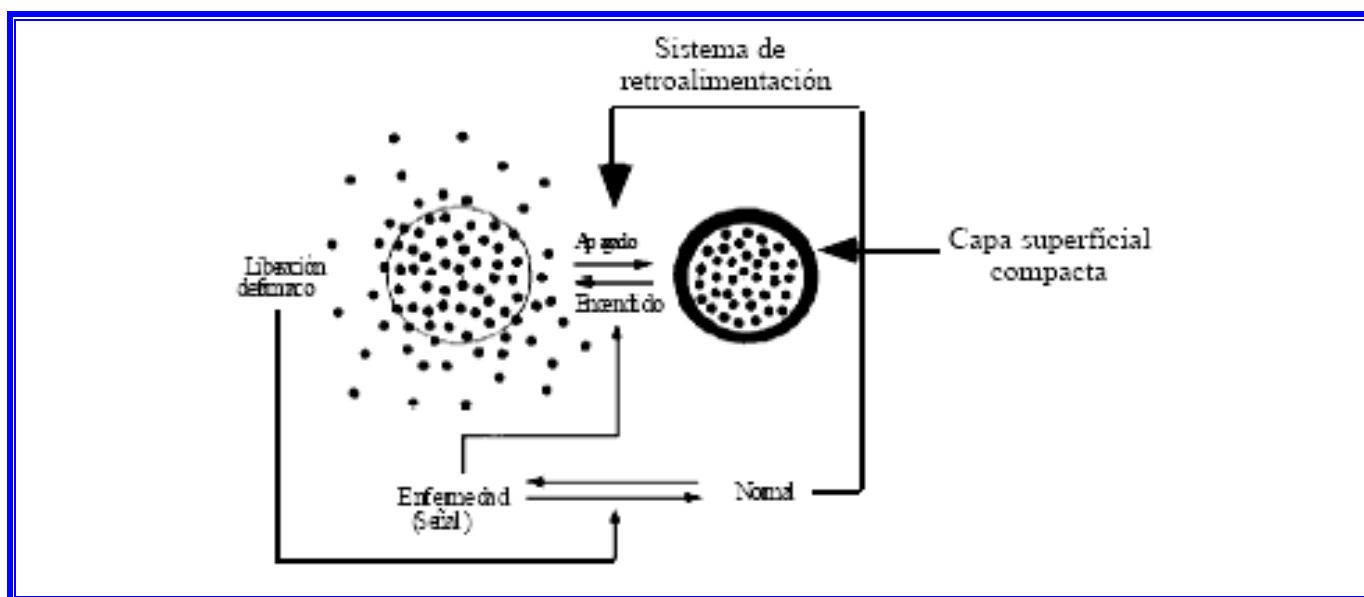 Sistema de
retroalimentación
Apagado
Encendido
Capa superficial
compacta
Liberación
de fármaco
Enfermedad
(Señal)
Normal